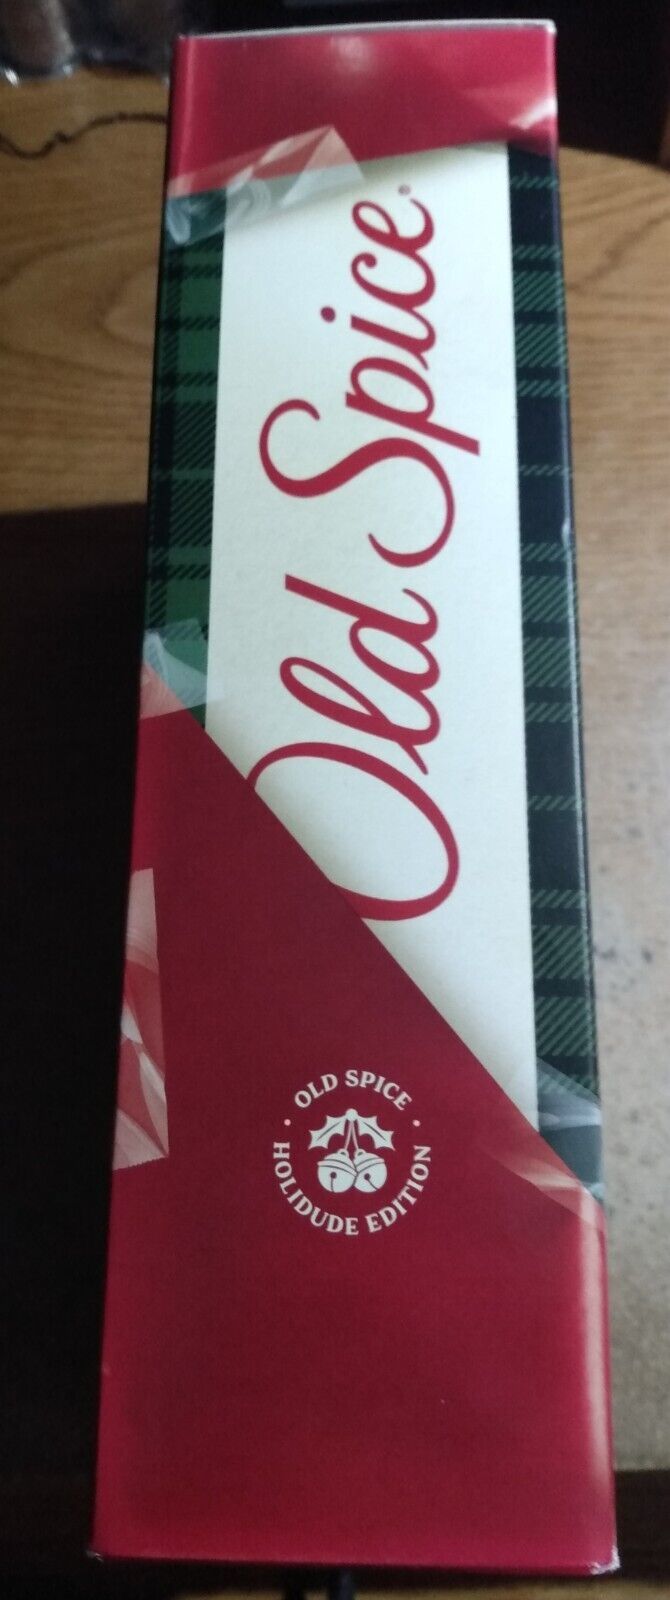 Old Spice®
OLD SPICE
• HOLIDUDE EDITION •